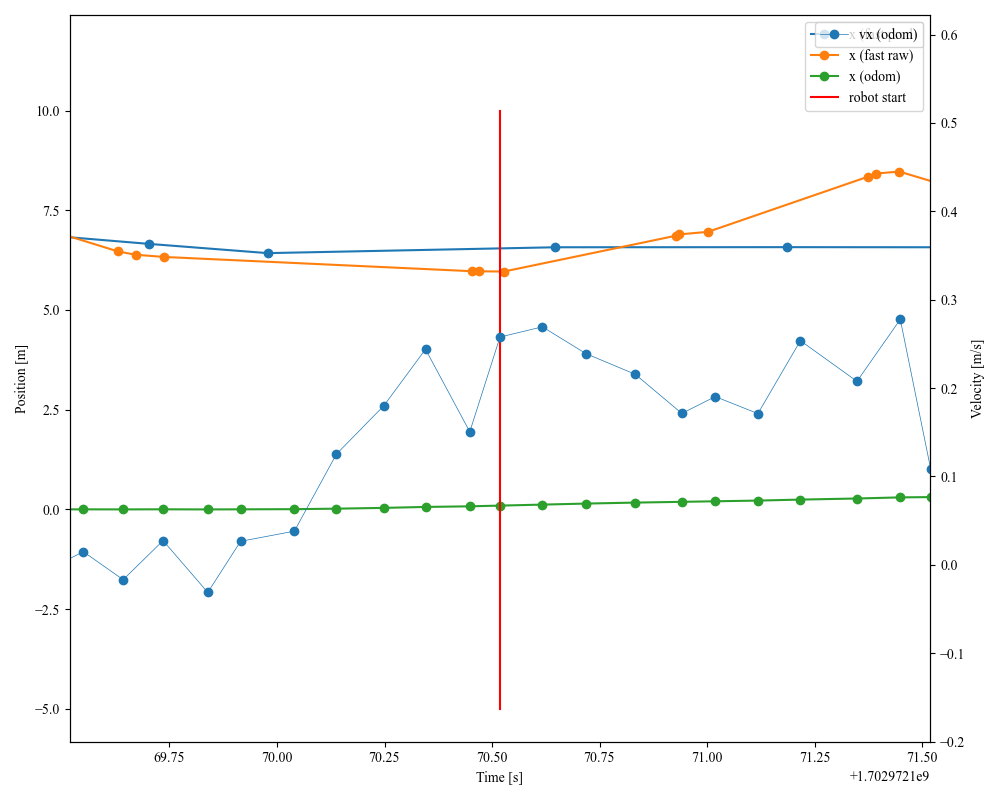 vx (odom)
x (fast raw)
x (odom)
robot start
10.0
7.5
5.0
2.5
0.0
−2.5
−5.0
Position [m]
0.6
0.5
0.4
0.3
0.2
0.1
0.0
−0.1
−0.2
Velocity [m/s]
69.75 70.00 70.25 70.50 70.75 71.00 71.25 71.50
Time [s]
+1.7029721e9